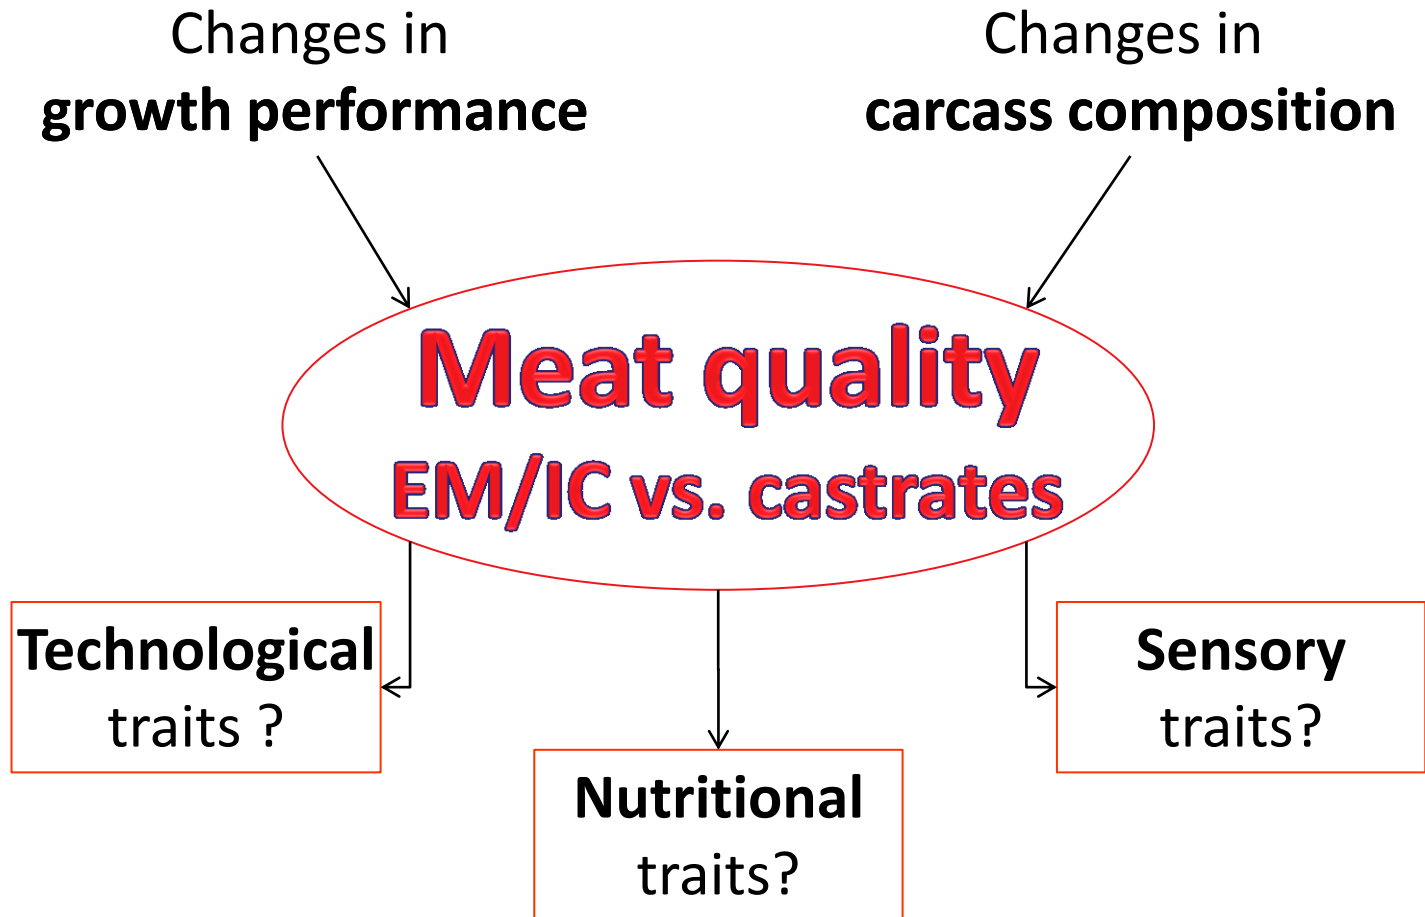 Changes in
growth performance
Changes in
carcass composition
Meat quality
EM/IC vs. castrates
Technological
traits ?
Nutritional
traits?
Sensory
traits?